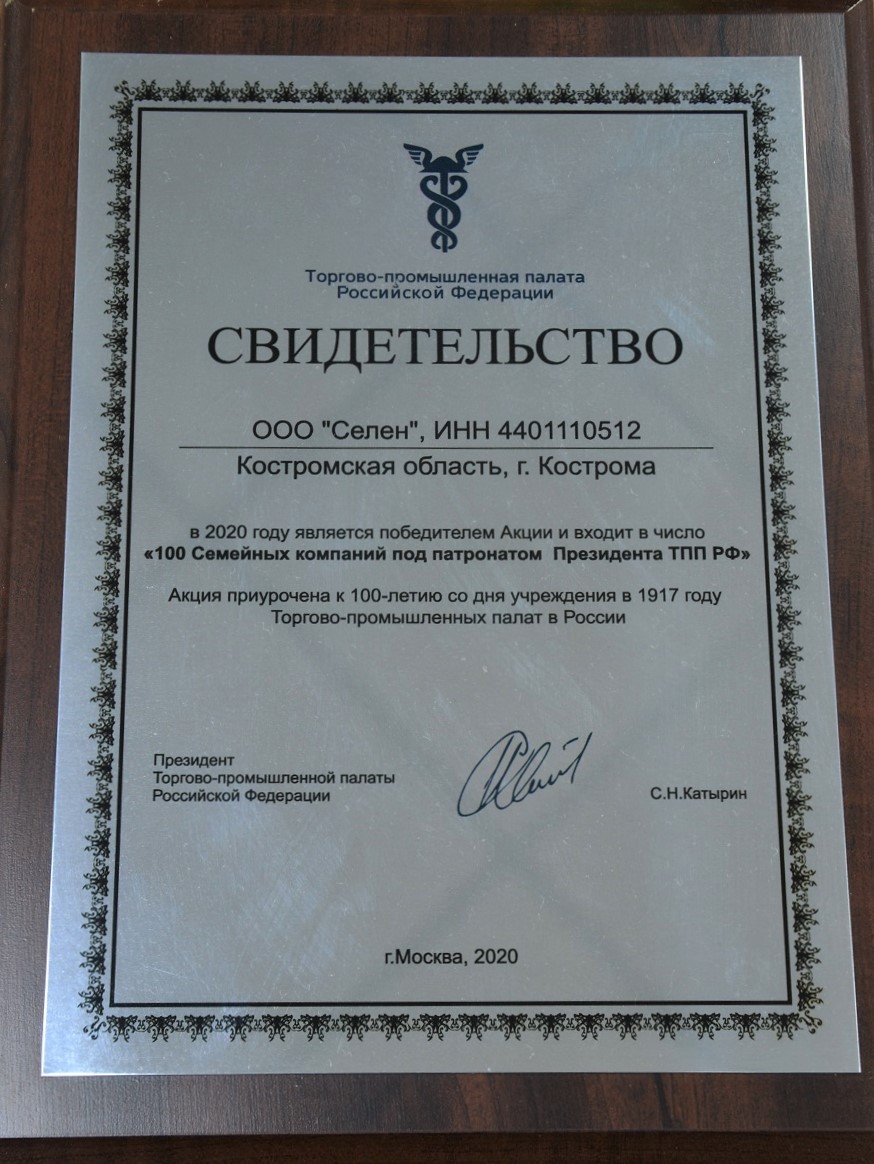 Торгово-промышленная палата
Российской Федерации
СВИДЕТЕЛЬСТВО
ООО "Селен", ИНН 4401110512
Костромская область, г. Кострома
в 2020 году является победителем Акции и входит в число
«100 Семейных компаний под патронатом Президента ТПП РФ»
Акция приурочена к 100-летию со дня учреждения в 1917 году
Торгово-промышленных палат в России
Президент
Торгово-промышленной палаты
Российской Федерации
С.Н.Катырин
г.Москва, 2020